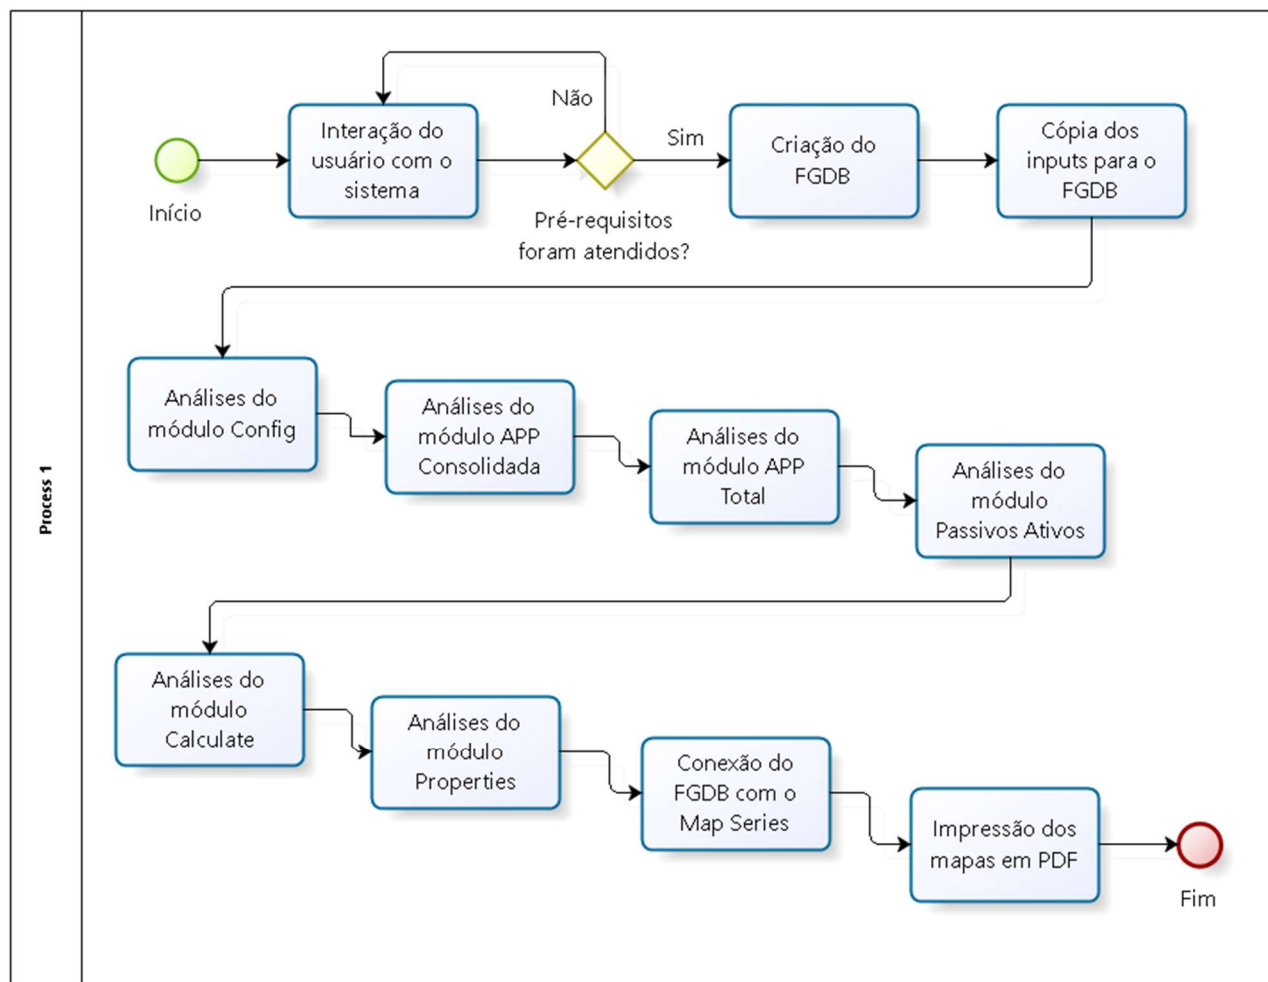 Process 1
Início
Interação do
usuário com o
sistema
Não
Pré-requisitos
foram atendidos?
Sim
Criação do
FGDB
Cópia dos
inputs para o
FGDB
Análises do
módulo Config
Análises do
módulo APP
Consolidada
Análises do
módulo APP
Total
Análises do
módulo
Passivos Ativos
Análises do
módulo
Calculate
Análises do
módulo
Properties
Conexão do
FGDB com o
Map Series
Impressão dos
mapas em PDF
Fim